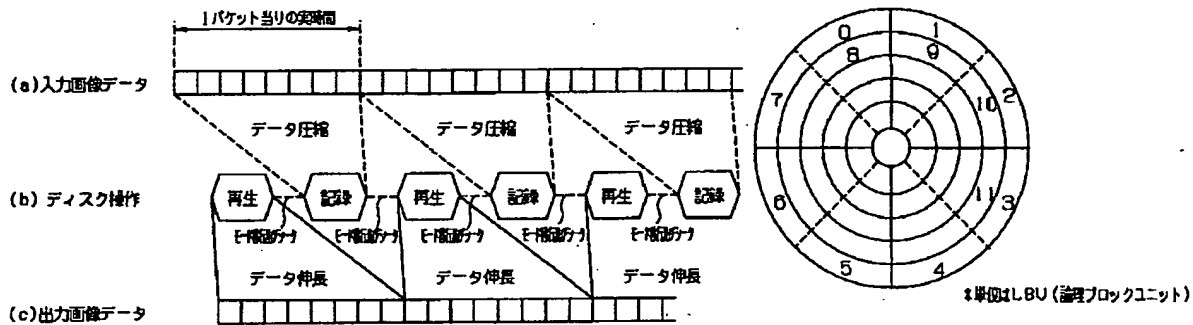 1パケット当りの実時間
(a)入力画像データ
データ圧縮 データ圧縮 データ圧縮
(b)ディスク操作
再生 記録 再生 記録 再生 記録
データ伸長 データ伸長 データ伸長
(c)出力画像データ
0 1
8 9
7 10 2
6 11 3
5 4
※単位はLBU(論理ブロックユニット)